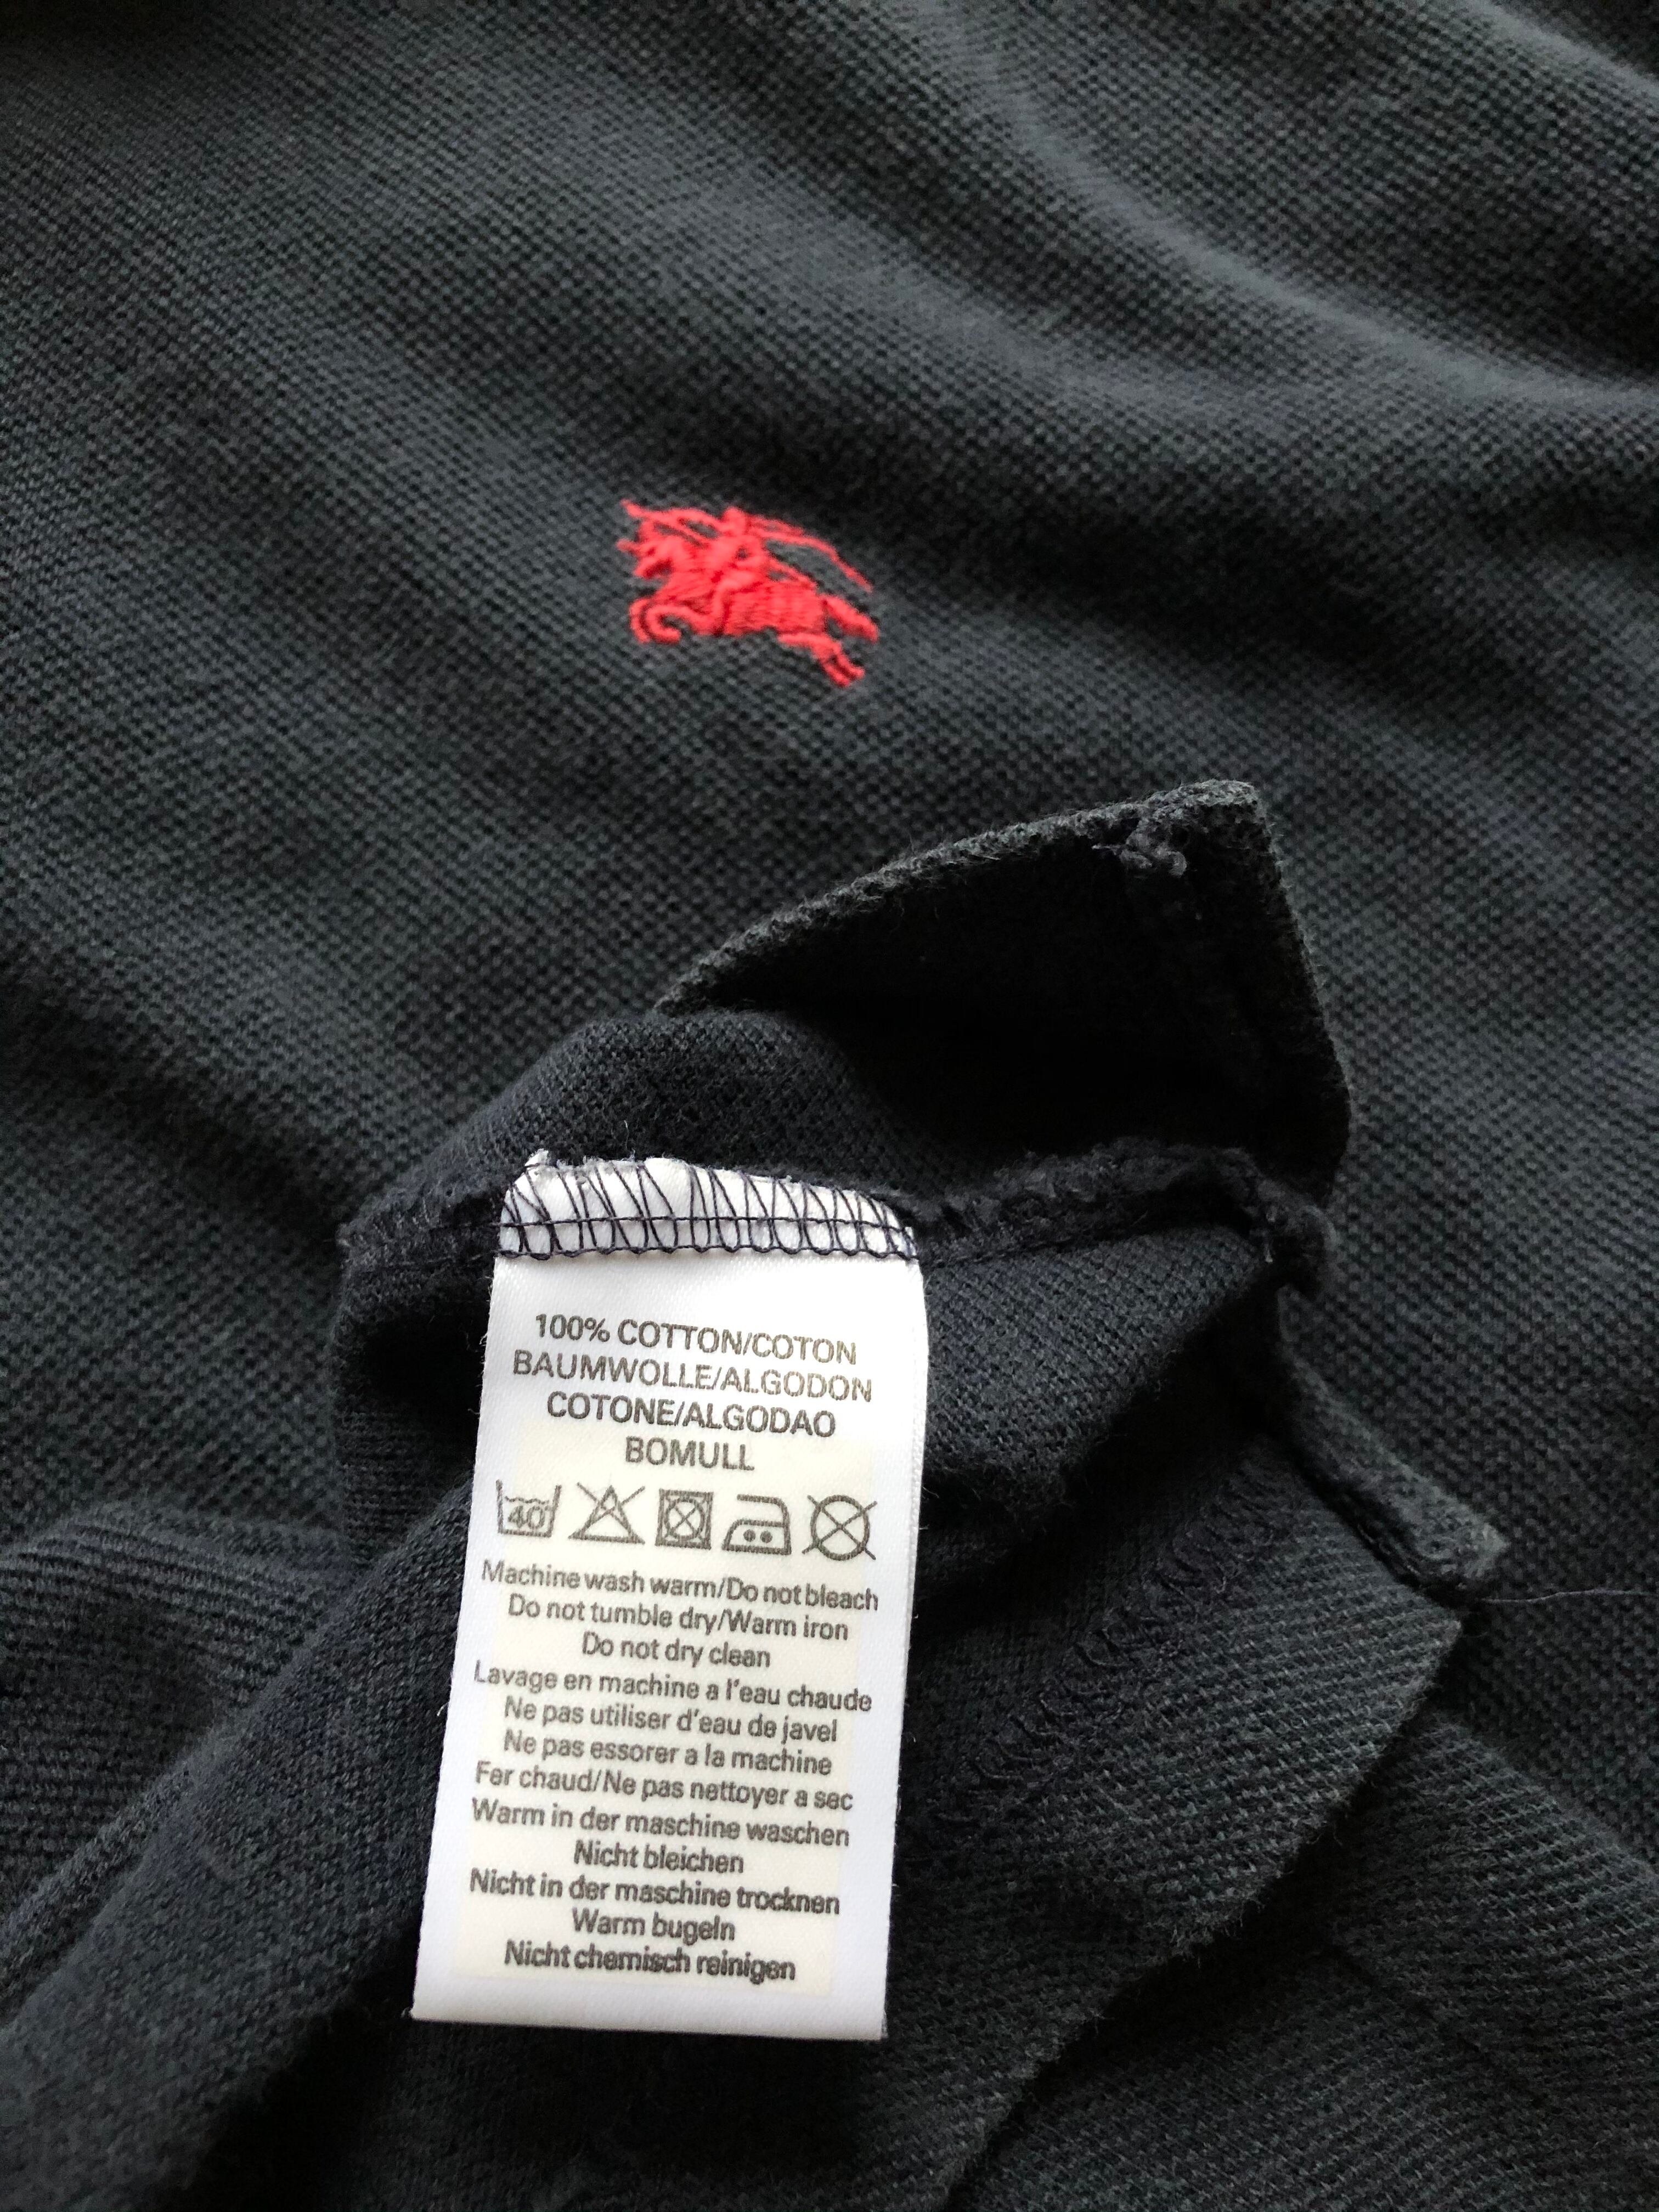 100% COTTON/COTON
BAUMWOLLE/ALGODON
COTONE/ALGODAO
BOMULL
40
Machine wash warm/Do not bleach
Do not tumble dry/Warm iron
Do not dry clean
Lavage en machine a l'eau chaude
Ne pas utiliser d'eau de javel
Ne pas essorer a la machine
Fer chaud/Ne pas nettoyer a sec
Warm in der maschine waschen
Nicht bleichen
Nicht in der maschine trocknen
Warm bugeln
Nicht chemisch reinigen